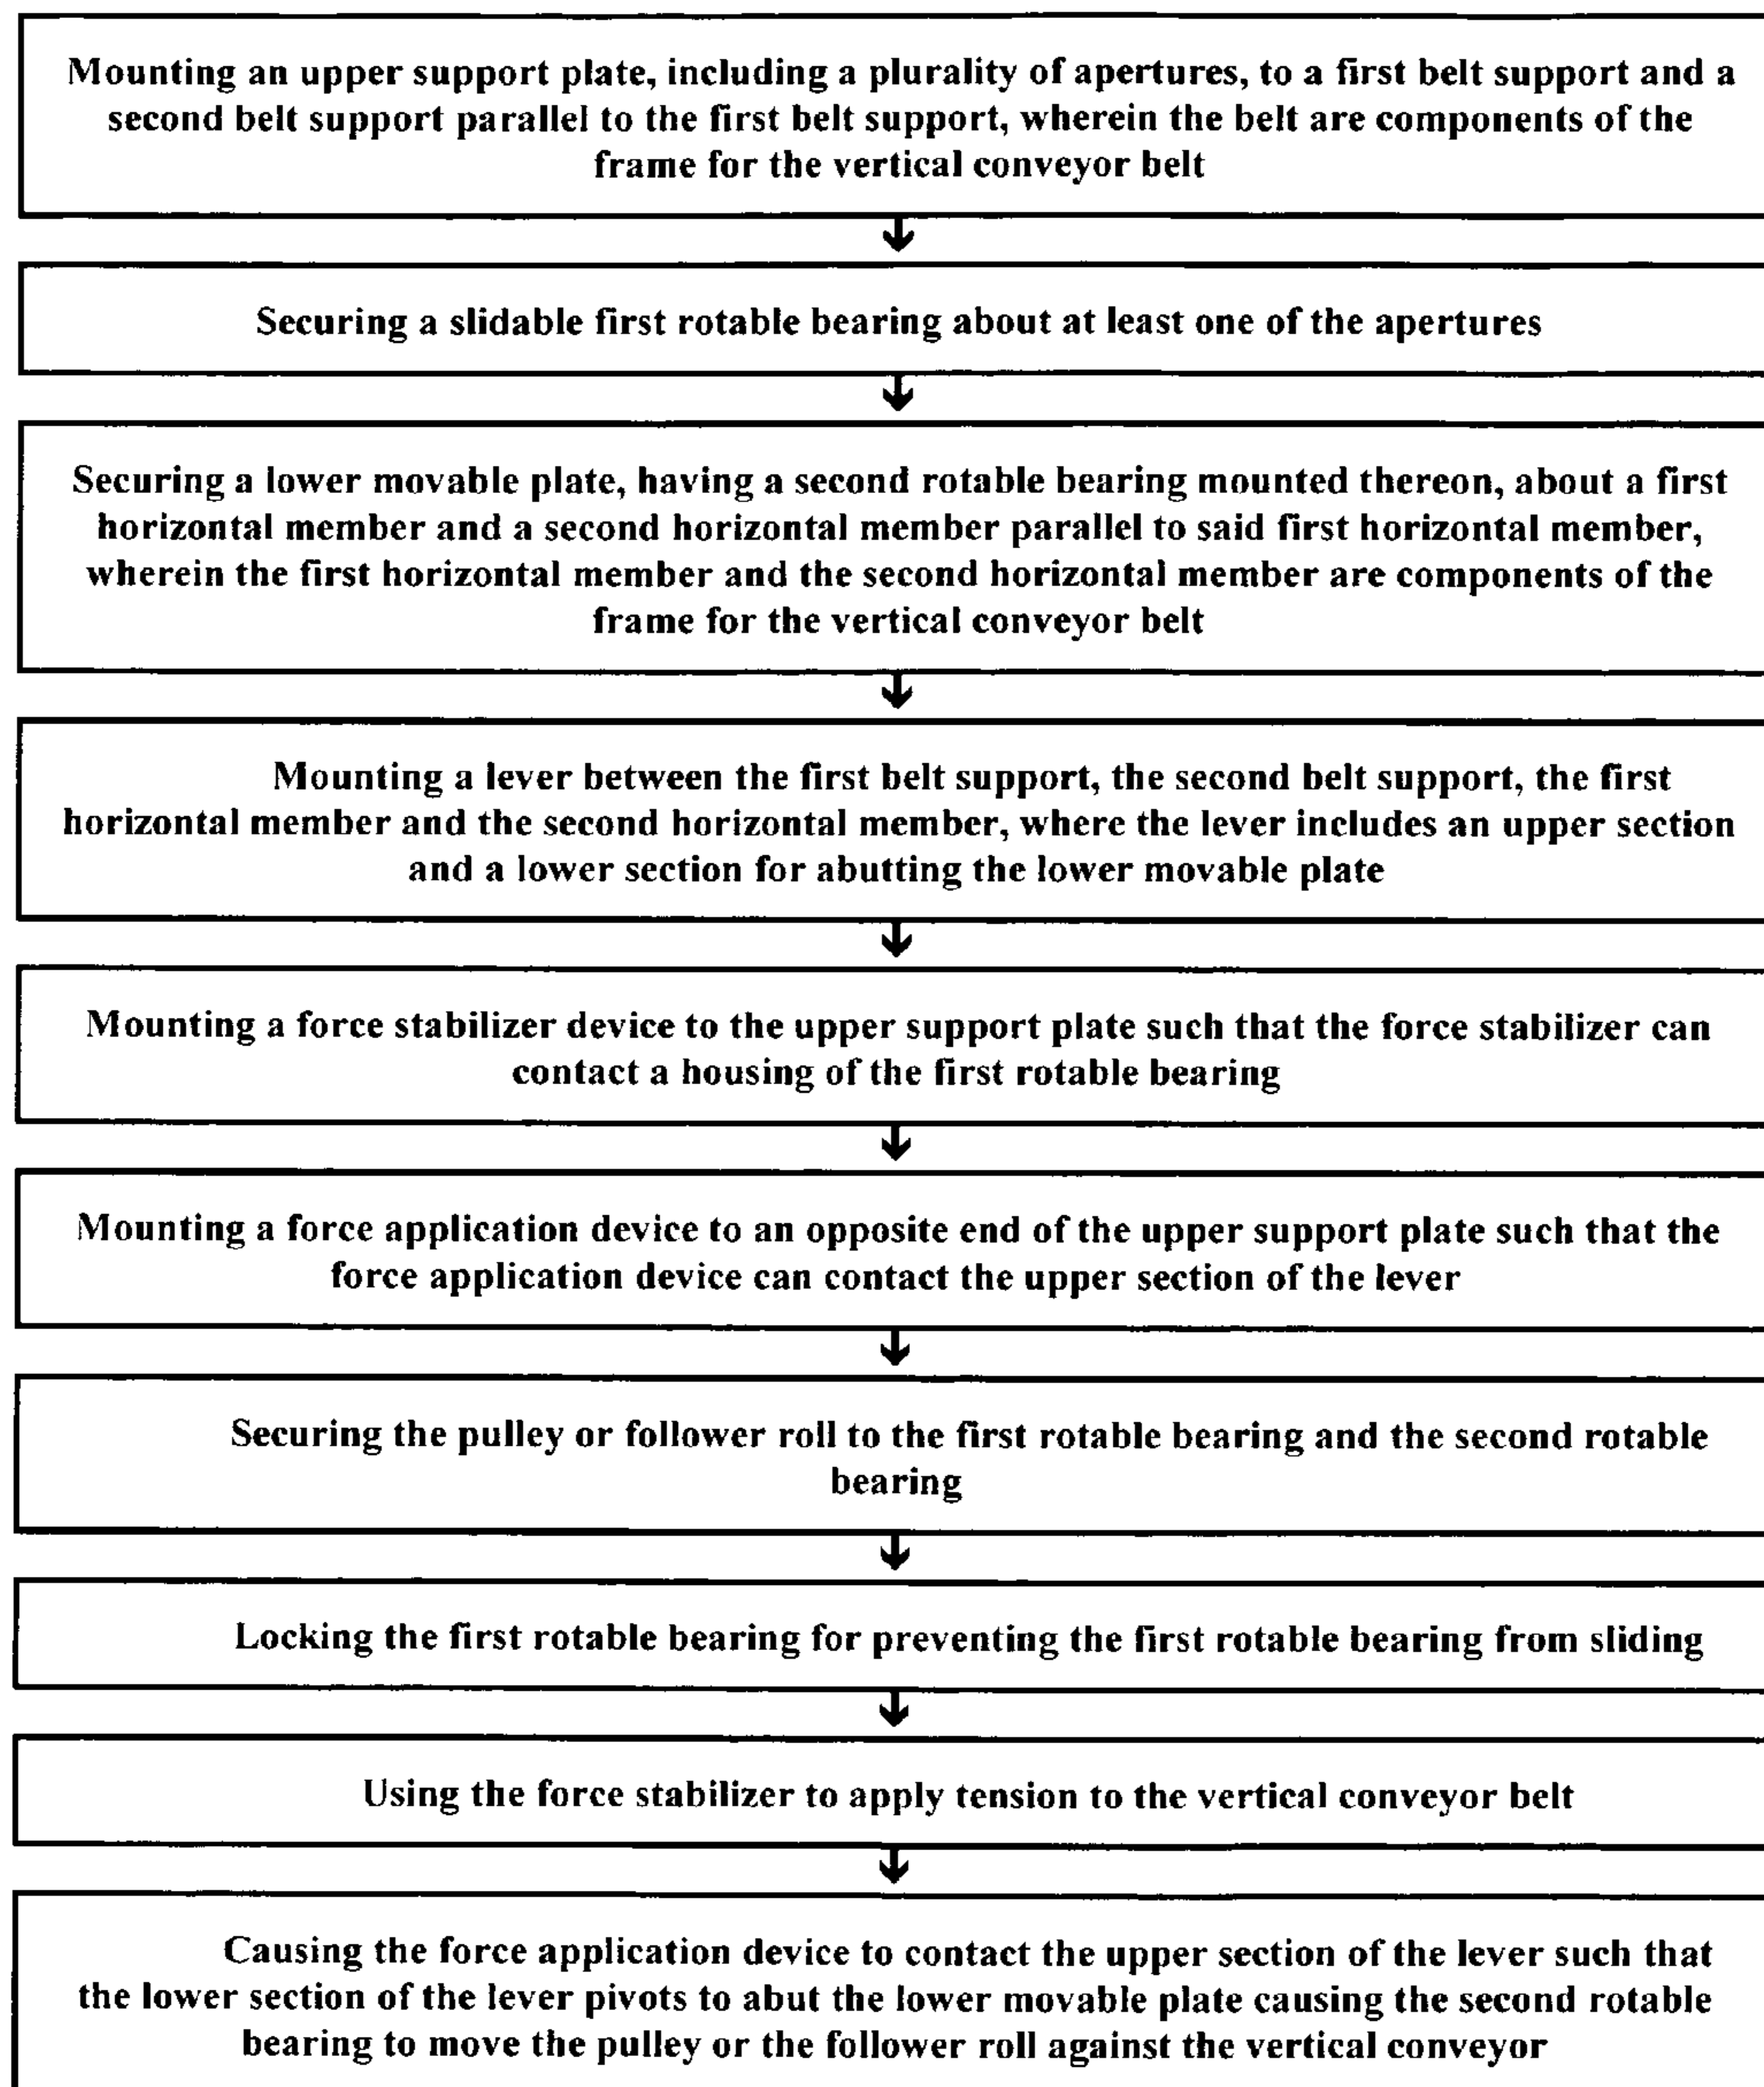 Mounting an upper support plate, including a plurality of apertures, to a first belt support and a
second belt support parallel to the first belt support, wherein the belt are components of the
frame for the vertical conveyor belt
Securing a slidable first rotable bearing about at least one of the apertures
Securing a lower movable plate, having a second rotable bearing mounted thereon, about a first
horizontal member and a second horizontal member parallel to said first horizontal member,
wherein the first horizontal member and the second horizontal member are components of the
frame for the vertical conveyor belt
Mounting a lever between the first belt support, the second belt support, the first
horizontal member and the second horizontal member, where the lever includes an upper section
and a lower section for abutting the lower movable plate
Mounting a force stabilizer device to the upper support plate such that the force stabilizer can
contact a housing of the first rotable bearing
Mounting a force application device to an opposite end of the upper support plate such that the
force application device can contact the upper section of the lever
Securing the pulley or follower roll to the first rotable bearing and the second rotable
bearing
Locking the first rotable bearing for preventing the first rotable bearing from sliding
Using the force stabilizer to apply tension to the vertical conveyor belt
Causing the force application device to contact the upper section of the lever such that
the lower section of the lever pivots to abut the lower movable plate causing the second rotable
bearing to move the pulley or the follower roll against the vertical conveyor